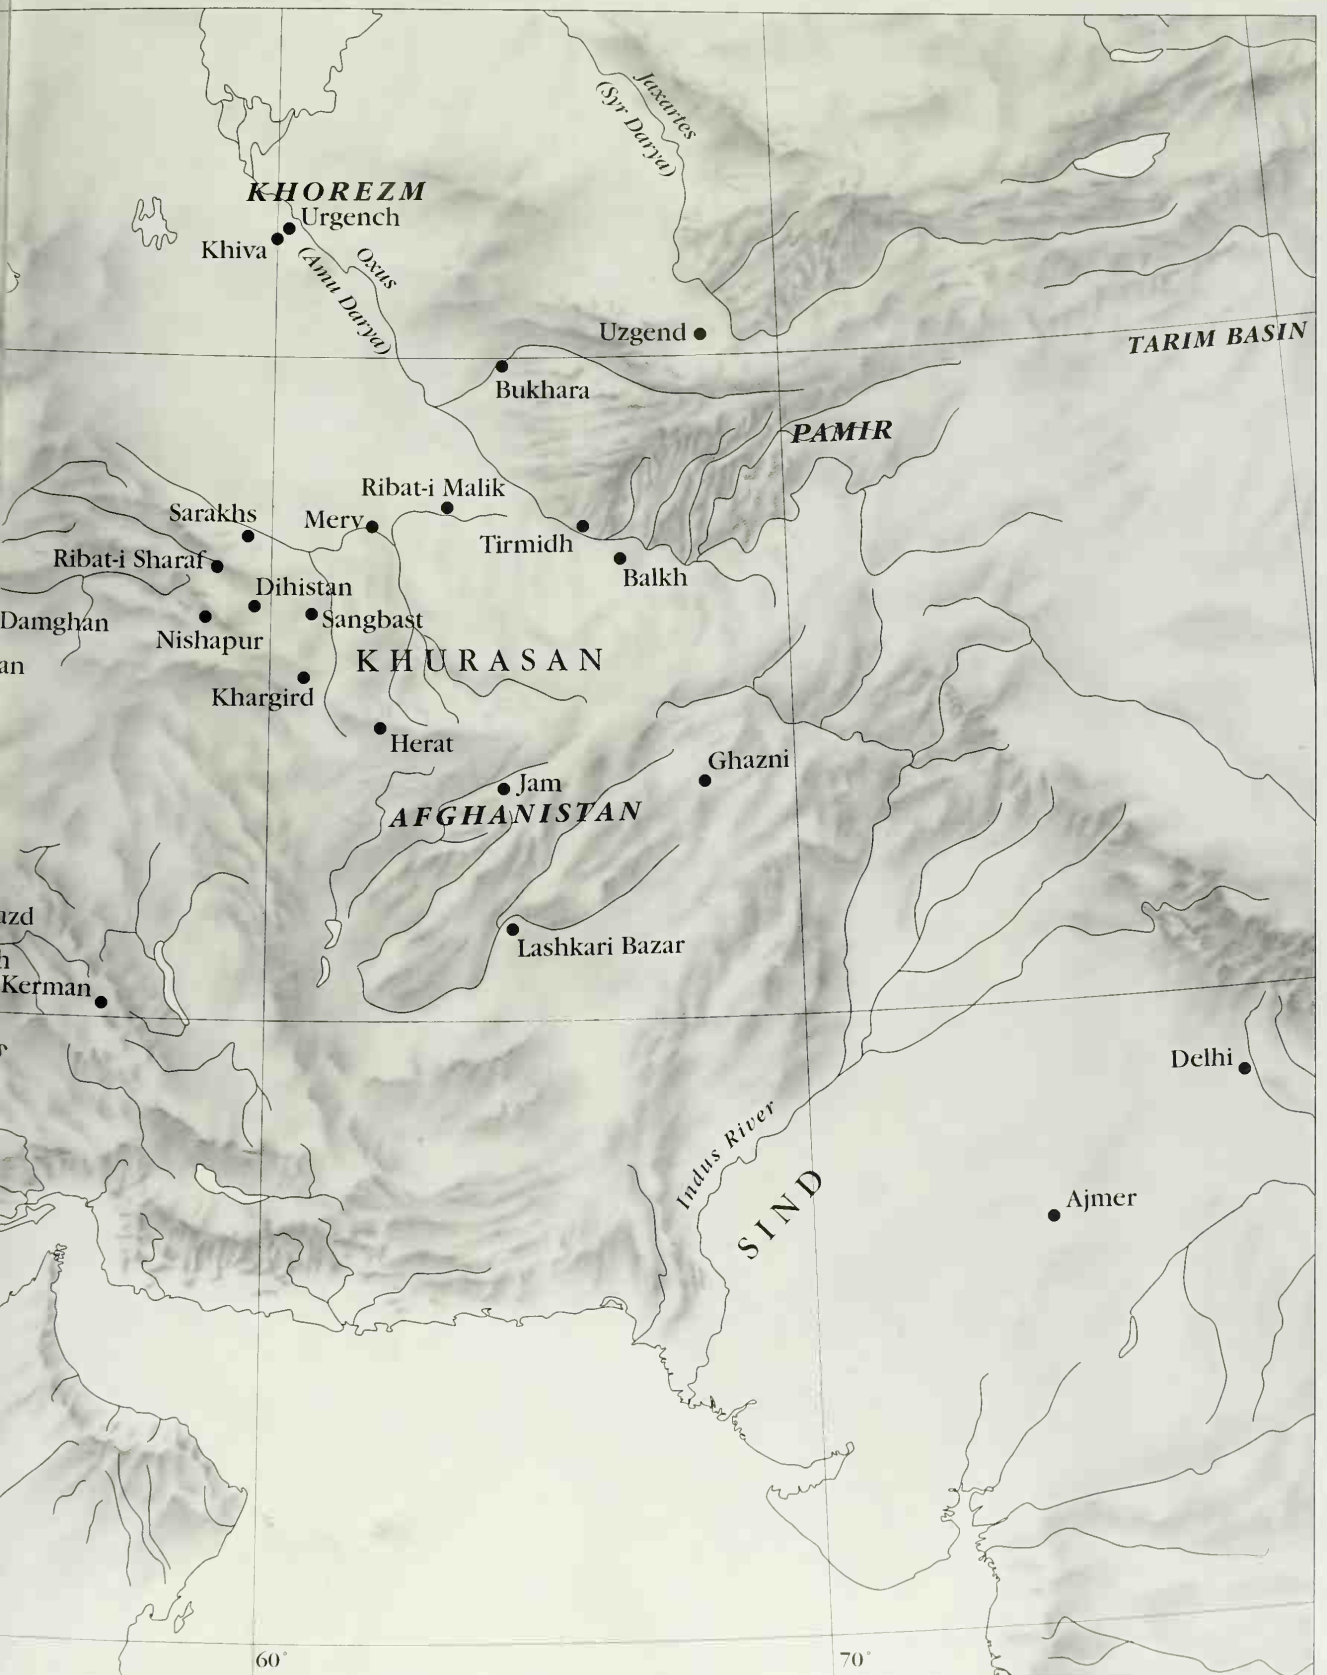 Jaxartes
(Syr Darya)
KHOREZM
Urgench
Khiva
Oxus
(Amu Darya)
Uzgend
TARIM BASIN
Bukhara
PAMIR
Ribat-i Malik
Sarakhs
Merv
Tirmidh
Ribat-i Sharaf
Balkh
Dihistan
Damghan
Sangbast
Nishapur
an
KHURASAN
Khargird
Herat
Ghazni
Jam
AFGHANISTAN
azd
Lashkari Bazar
h
Kerman
Delhi
Indus River
SIND
Ajmer
60°
70°